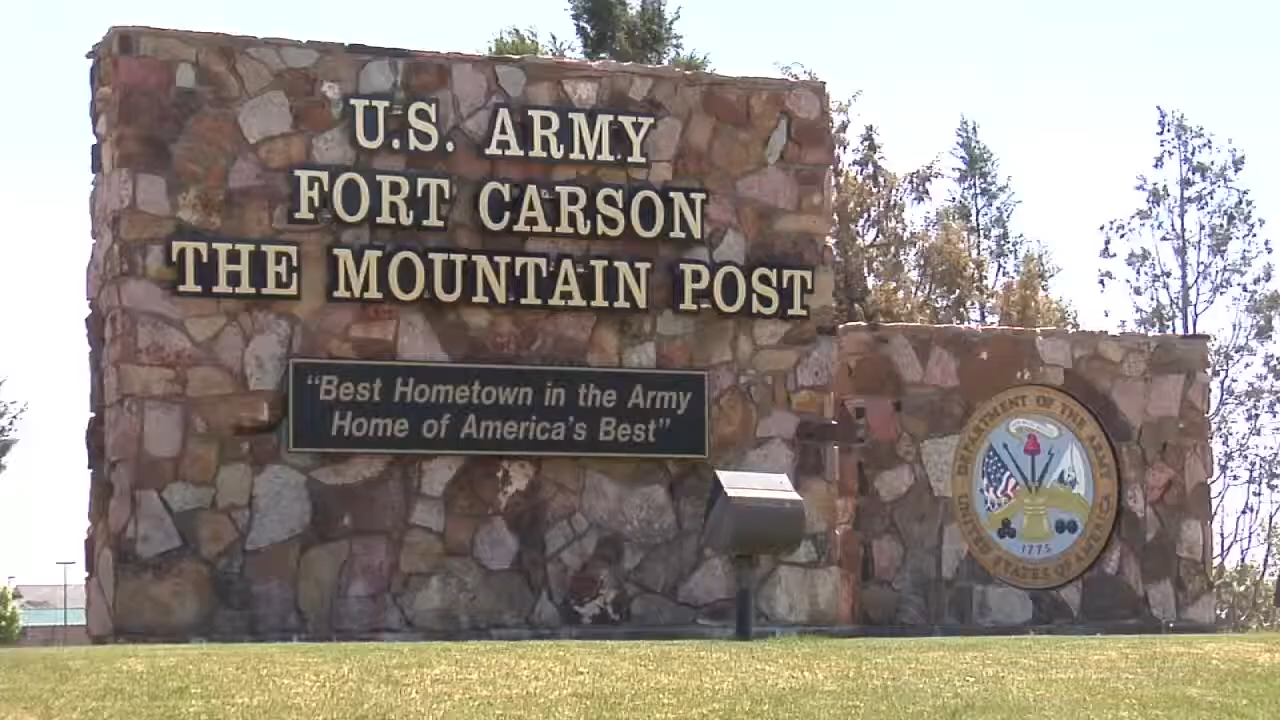 U.S. ARMY
FORT CARSON
THE MOUNTAIN POST
“Best Hometown in the Army
Home of America's Best”
DEPARTMENT OF THE ARMY
UNITED STATES OF AMERICA
1775